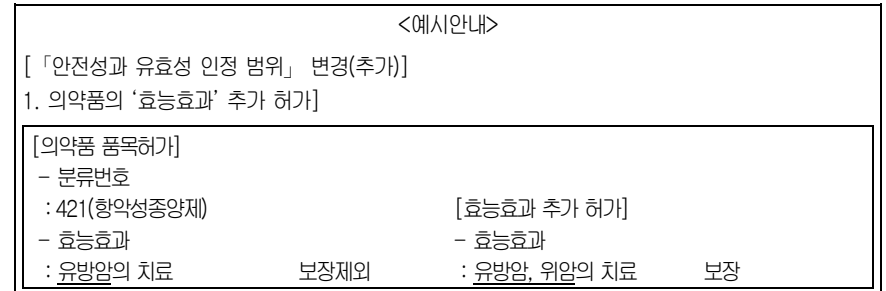 <예시안내>
[「안전성과 유효성 인정 범위」 변경(추가)]
1. 의약품의 ‘효능효과’ 추가 허가]
[의약품 품목허가]
- 분류번호
: 421(항악성종양제) [효능효과 추가 허가]
- 효능효과 - 효능효과
: 유방암의 치료 보장제외 : 유방암, 위암의 치료 보장